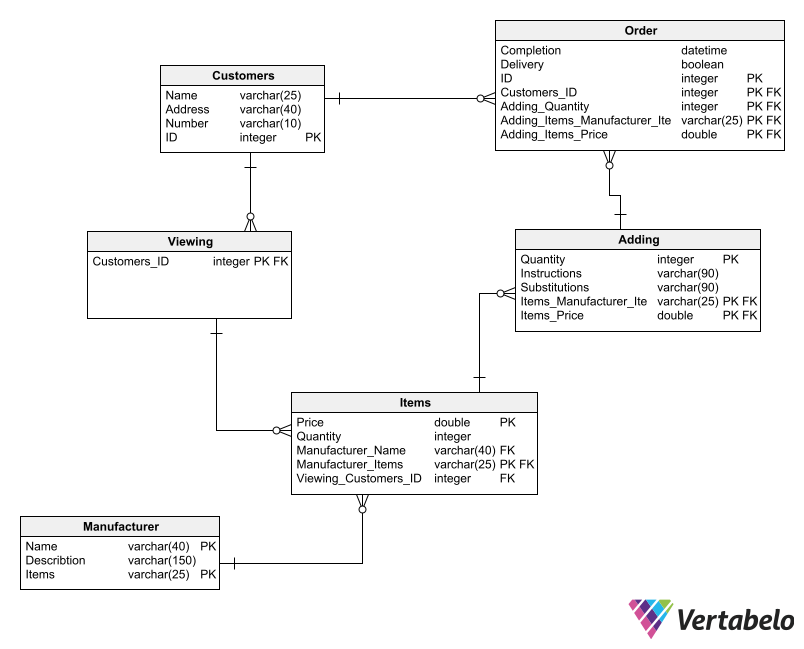 Order
Completion datetime
Delivery boolean
ID integer PK
Customers_ID integer PK FK
Adding_Quantity integer PK FK
Adding_Items_Manufacturer_Ite varchar(25) PK FK
Adding_Items_Price double PK FK
Customers
Name varchar(25)
Address varchar(40)
Number varchar(10)
ID integer PK
Viewing
Customers_ID integer PK FK
Adding
Quantity integer PK
Instructions varchar(90)
Substitutions varchar(90)
Items_Manufacturer_Ite varchar(25) PK FK
Items_Price double PK FK
Items
Price double PK
Quantity integer
Manufacturer_Name varchar(40) FK
Manufacturer_Items varchar(25) PK FK
Viewing_Customers_ID integer FK
Manufacturer
Name varchar(40) PK
Describtion varchar(150)
Items varchar(25) PK
Vertabelo